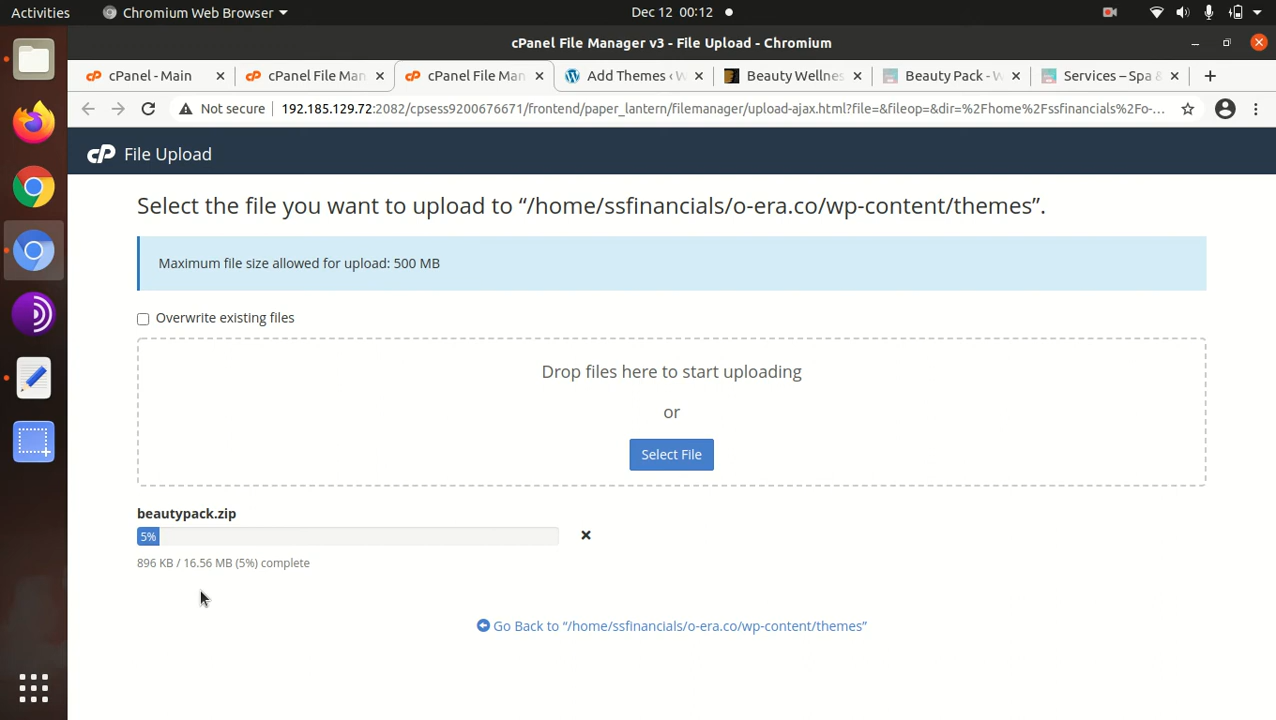 Activities
Chromium Web Browser
Dec 12 00:12
cPanel File Manager v3 - File Upload - Chromium
cPanel - Main
cPanel File Man
cPanel File Man
Add Themes ‹ W
Beauty Wellnes
Beauty Pack - W
Services – Spa &
Not secure
192.185.129.72:2082/cpsess9200676671/frontend/paper_lantern/filemanager/upload-ajax.html?file=&fileop=&dir=%2Fhome%2Fssfinancials%2Fo-...
cP File Upload
Select the file you want to upload to “/home/ssfinancials/o-era.co/wp-content/themes”.
Maximum file size allowed for upload: 500 MB
Overwrite existing files
Drop files here to start uploading
or
Select File
beautypack.zip
5%
896 KB / 16.56 MB (5%) complete
Go Back to “/home/ssfinancials/o-era.co/wp-content/themes”